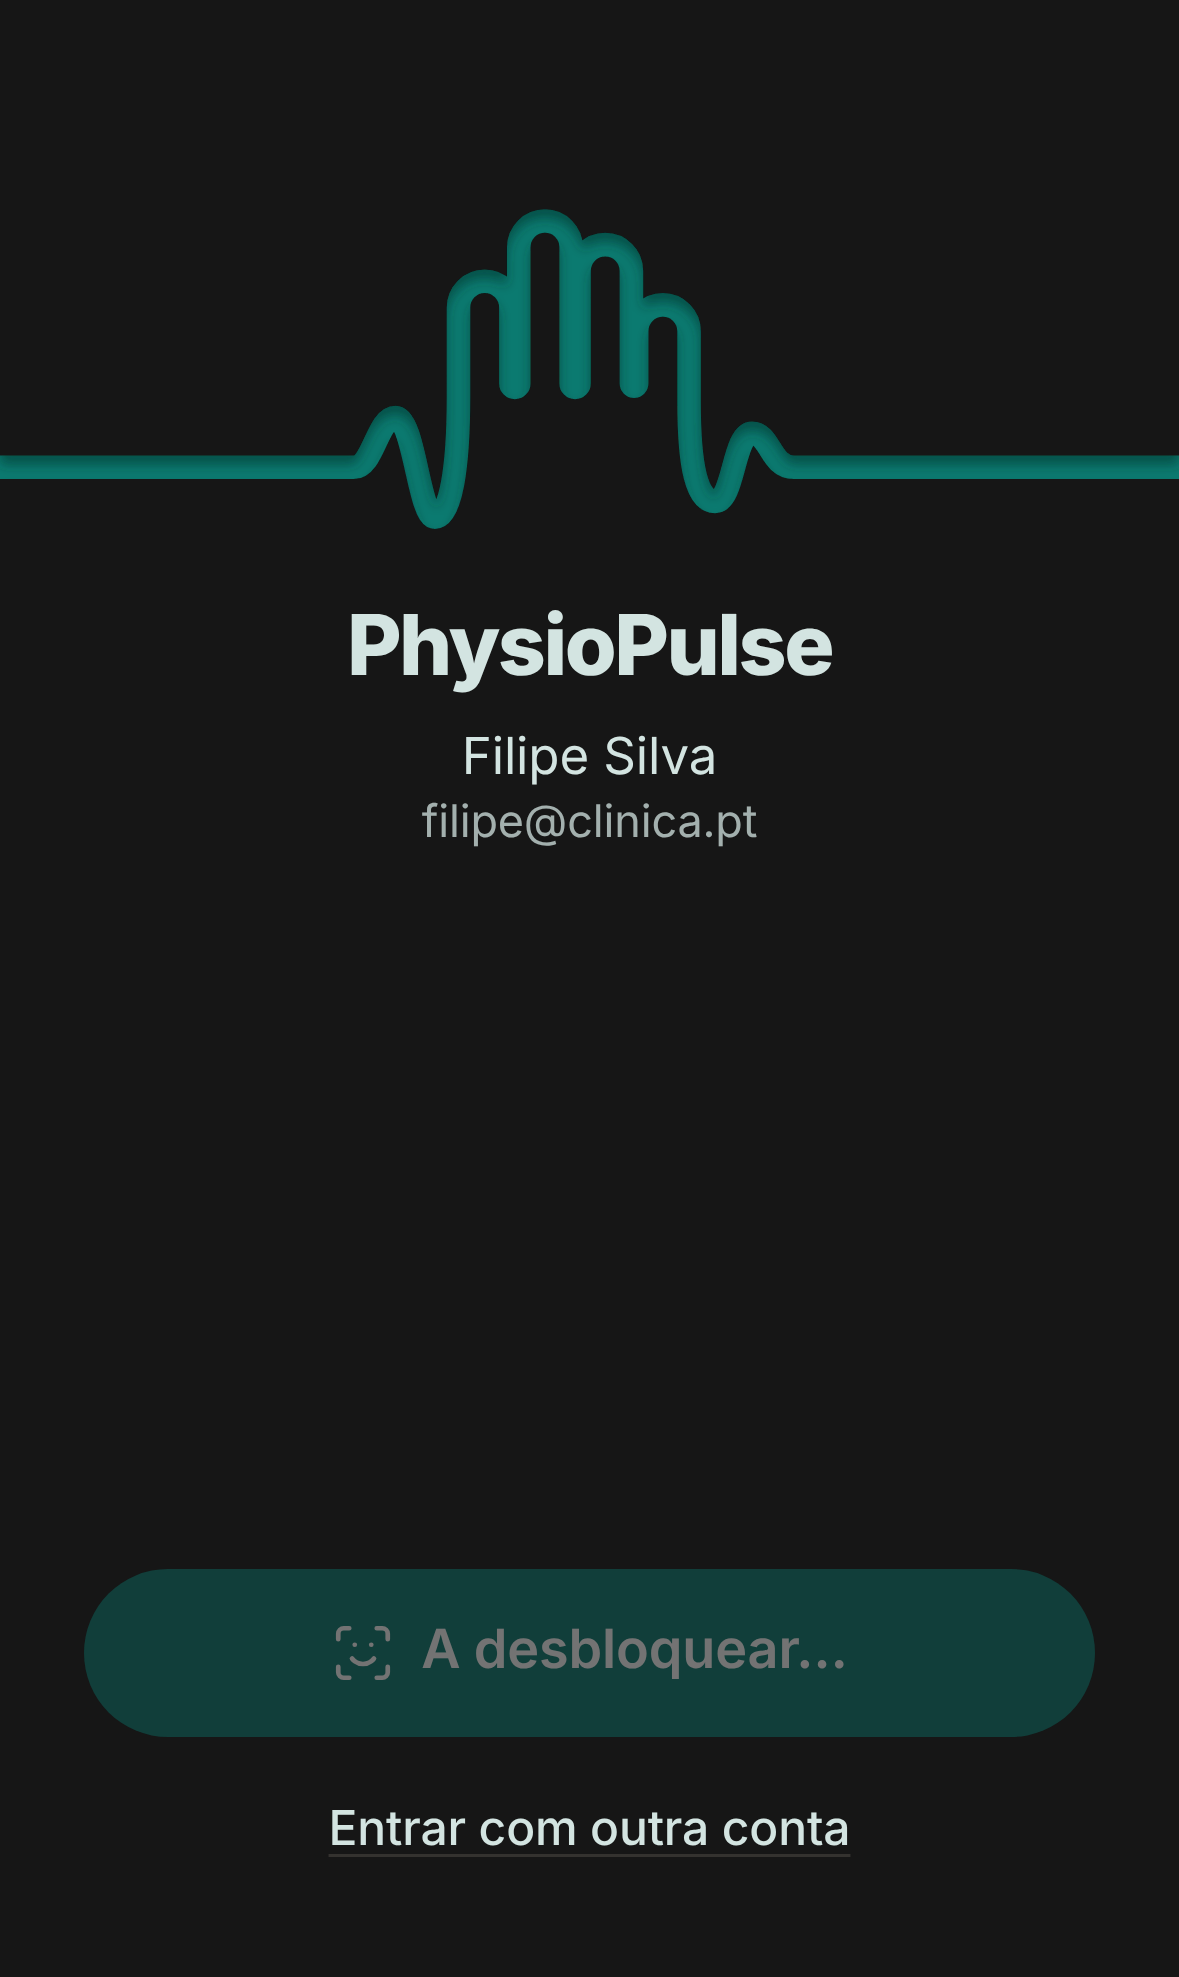 PhysioPulse
Filipe Silva
filipe@clinica.pt
A desbloquear...
Entrar com outra conta